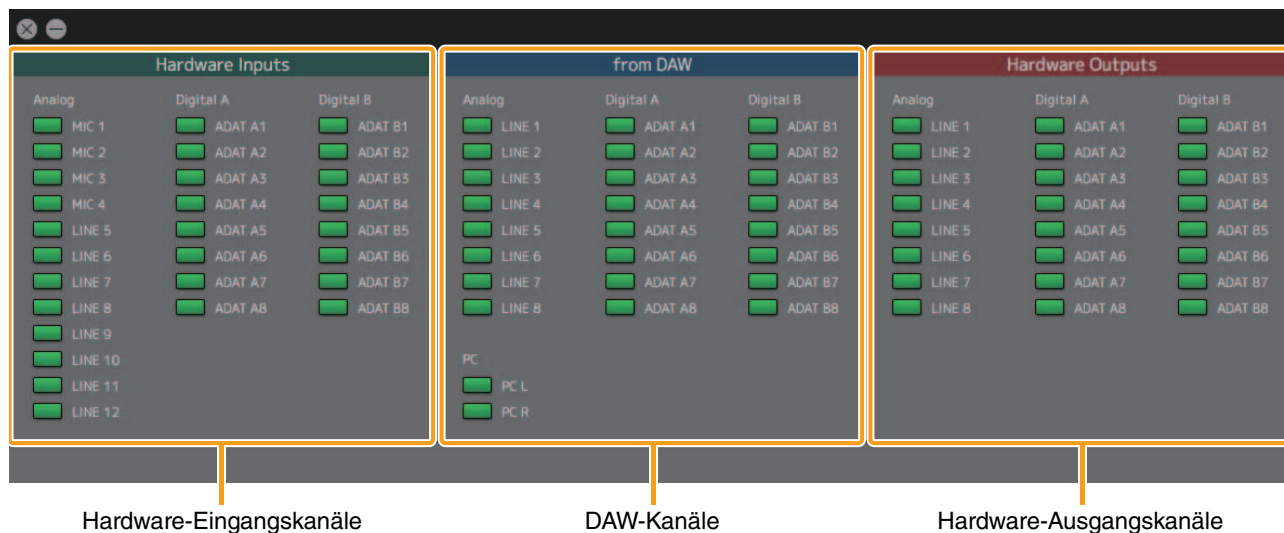 Hardware Inputs
from DAW
Hardware Outputs
Analog Digital A Digital B
MIC 1 ADAT A1 ADAT B1
MIC 2 ADAT A2 ADAT B2
MIC 3 ADAT A3 ADAT B3
MIC 4 ADAT A4 ADAT B4
LINE 5 ADAT A5 ADAT B5
LINE 6 ADAT A6 ADAT B6
LINE 7 ADAT A7 ADAT B7
LINE 8 ADAT A8 ADAT B8
LINE 9
LINE 10
LINE 11
LINE 12
Analog Digital A Digital B
LINE 1 ADAT A1 ADAT B1
LINE 2 ADAT A2 ADAT B2
LINE 3 ADAT A3 ADAT B3
LINE 4 ADAT A4 ADAT B4
LINE 5 ADAT A5 ADAT B5
LINE 6 ADAT A6 ADAT B6
LINE 7 ADAT A7 ADAT B7
LINE 8 ADAT A8 ADAT B8
PC
PC L
PC R
Analog Digital A Digital B
LINE 1 ADAT A1 ADAT B1
LINE 2 ADAT A2 ADAT B2
LINE 3 ADAT A3 ADAT B3
LINE 4 ADAT A4 ADAT B4
LINE 5 ADAT A5 ADAT B5
LINE 6 ADAT A6 ADAT B6
LINE 7 ADAT A7 ADAT B7
LINE 8 ADAT A8 ADAT B8
Hardware-Eingangskanäle
DAW-Kanäle
Hardware-Ausgangskanäle